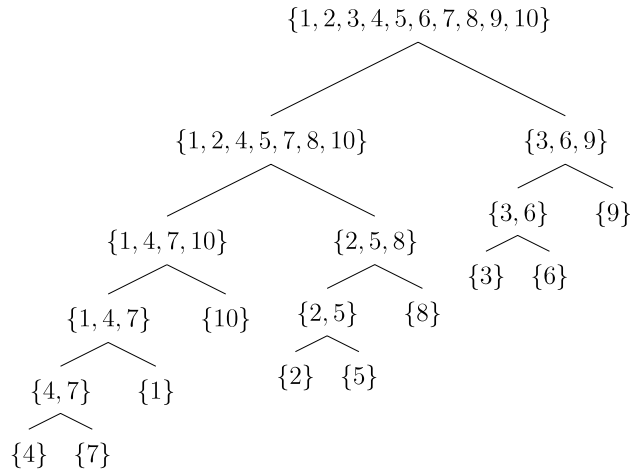 {1, 2, 3, 4, 5, 6, 7, 8, 9, 10}
{1, 2, 4, 5, 7, 8, 10} {3, 6, 9}
{3, 6} {9}
{1, 4, 7, 10} {2, 5, 8}
{3} {6}
{1, 4, 7} {10} {2, 5} {8}
{2} {5}
{4, 7} {1}
{4} {7}